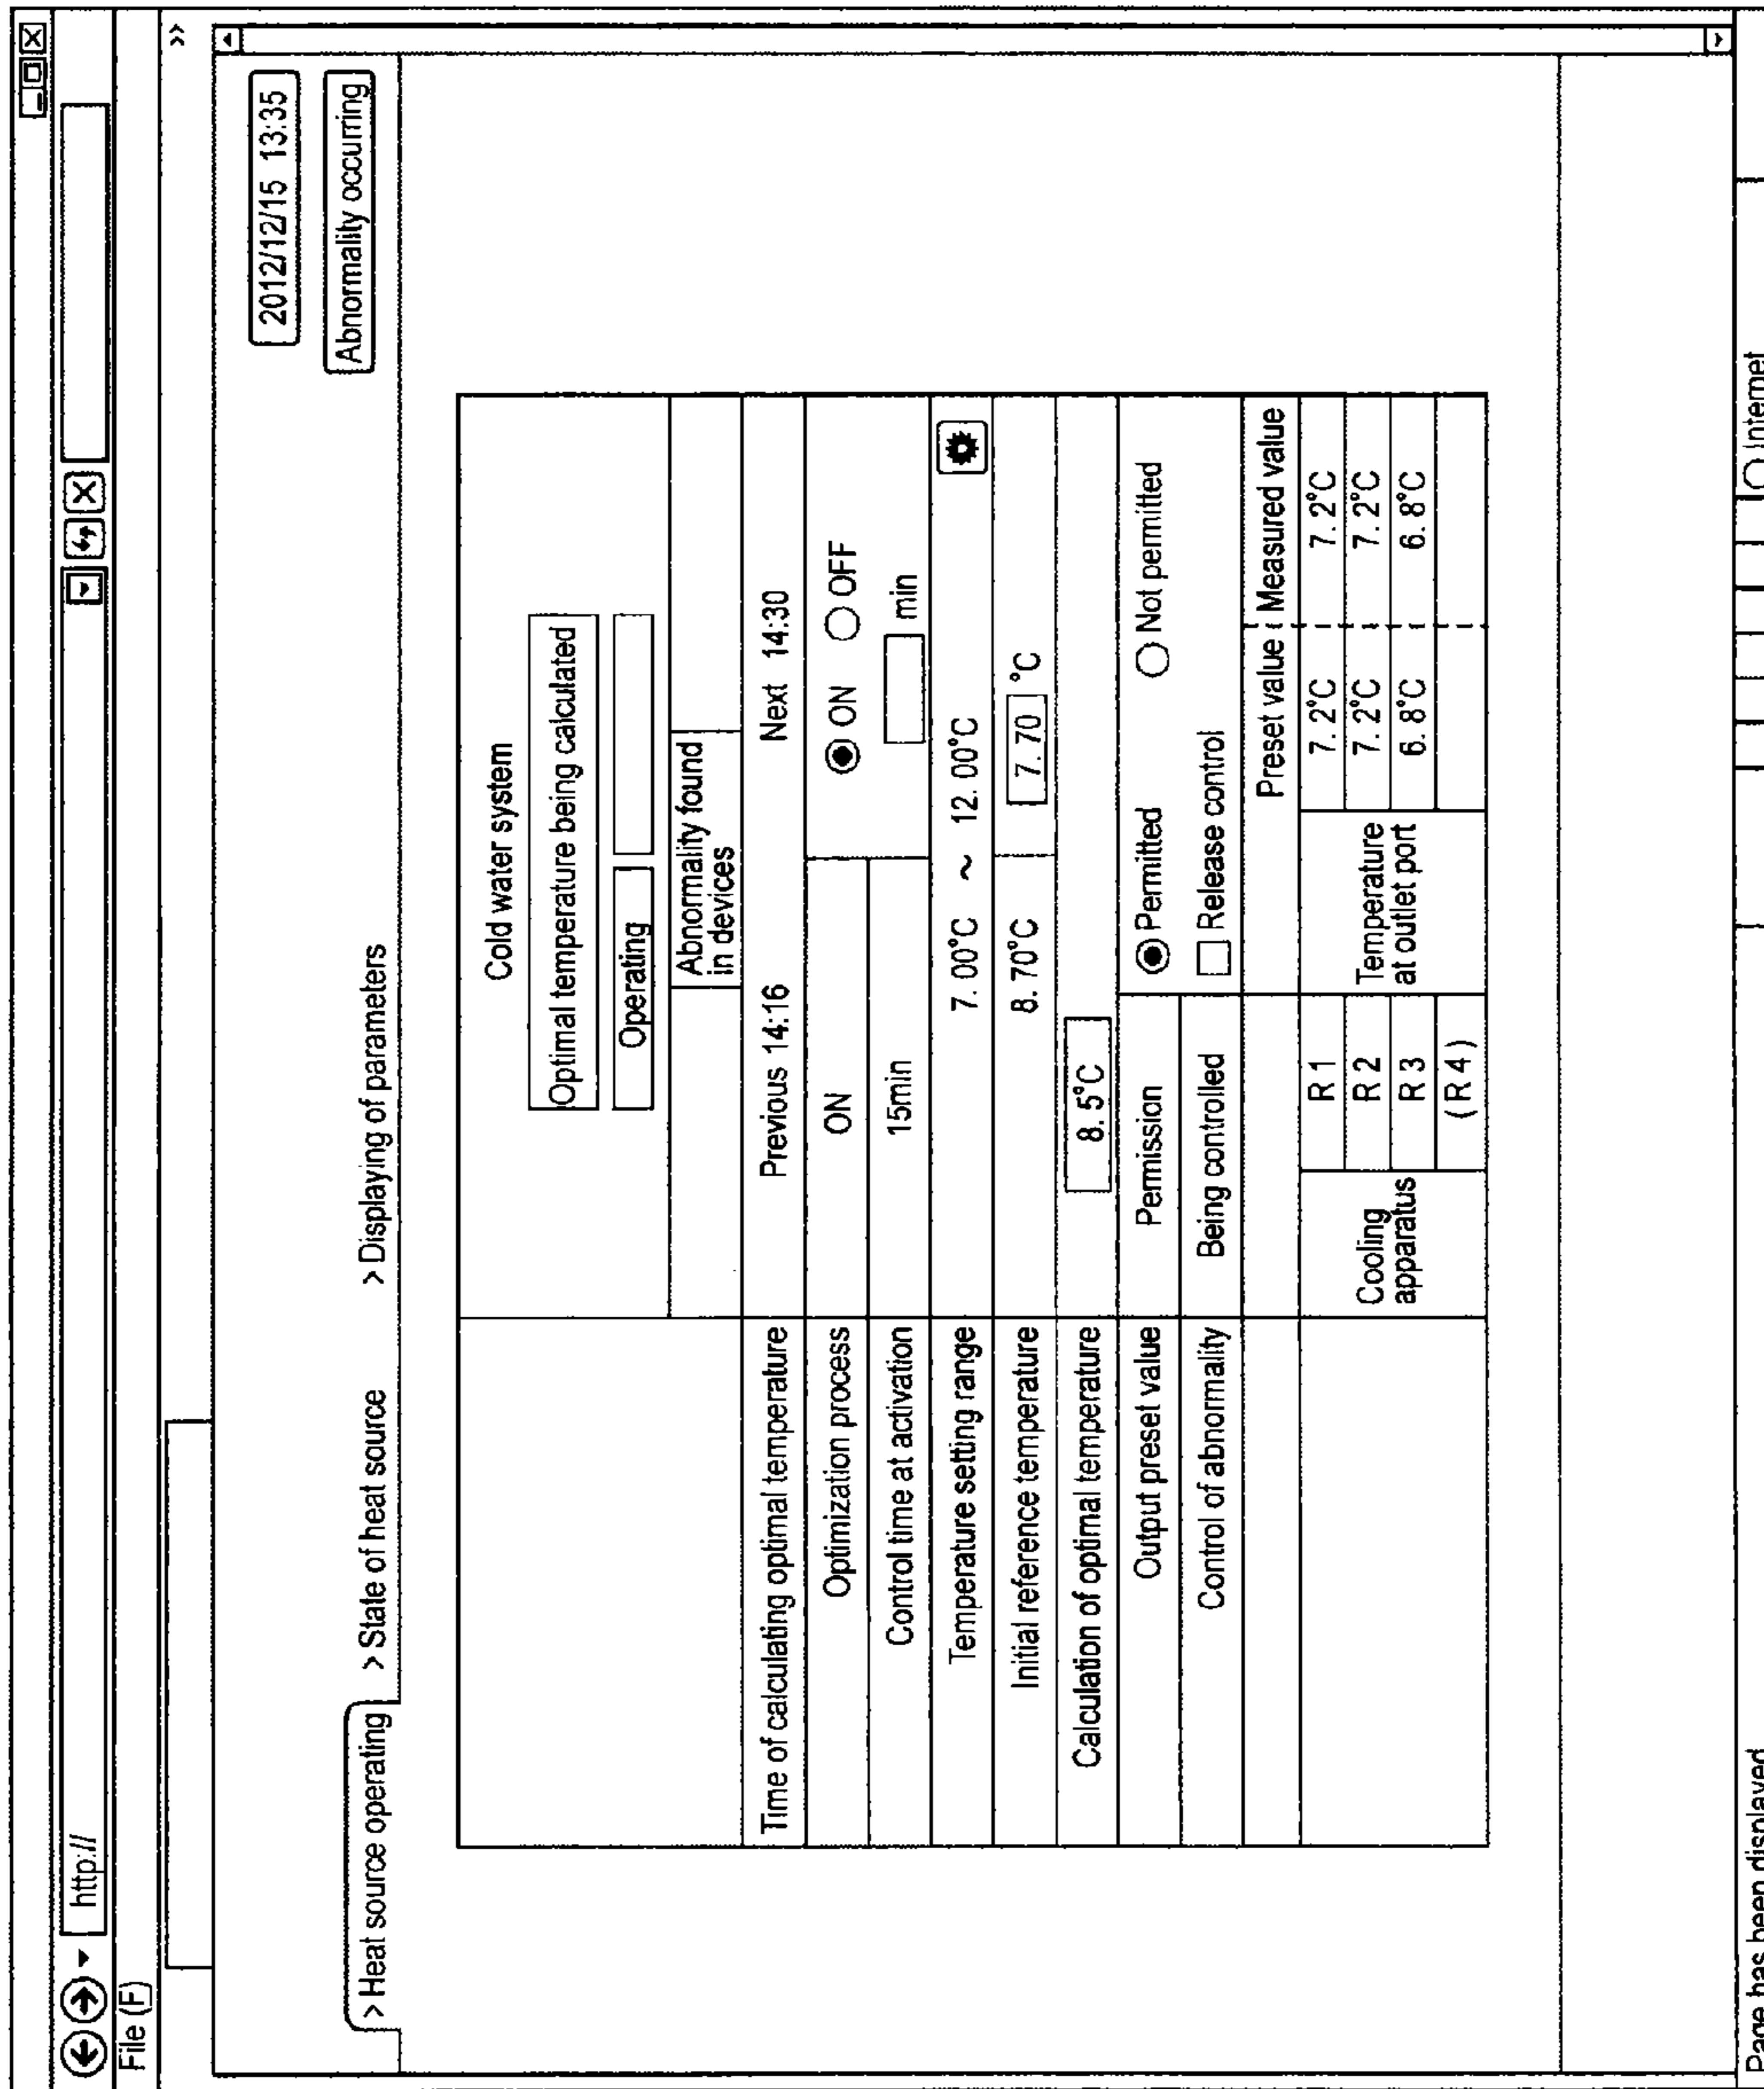 http://
File (F)
>>
2012/12/15 13:35
Abnormality occurring
> Heat source operating > State of heat source > Displaying of parameters
Cold water system
Optimal temperature being calculated
Operating
Abnormality found
in devices
Time of calculating optimal temperature Previous 14:16 Next 14:30
Optimization process ON ON OFF
Control time at activation 15min min
Temperature setting range 7.00°C ~ 12.00°C
Initial reference temperature 8.70°C 7.70 °C
Calculation of optimal temperature 8.5°C
Output preset value Permission Permitted Not permitted
Control of abnormality Being controlled Release control
Preset value Measured value
Cooling
apparatus
Temperature
at outlet port
R1 7.2°C 7.2°C
R2 7.2°C 7.2°C
R3 6.8°C 6.8°C
(R4)
Page has been displayed Internet